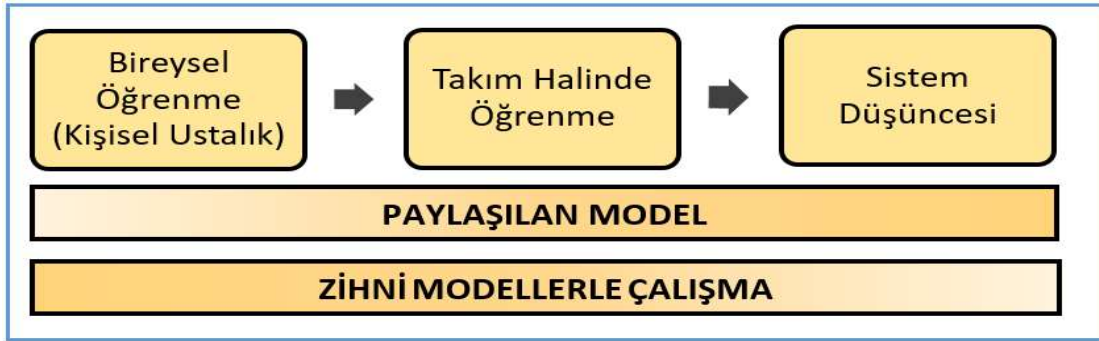 Bireysel
Öğrenme
(Kişisel Ustalık)
Takım Halinde
Öğrenme
Sistem
Düşüncesi
PAYLAŞILAN MODEL
ZİHNİ MODELLERLE ÇALIŞMA